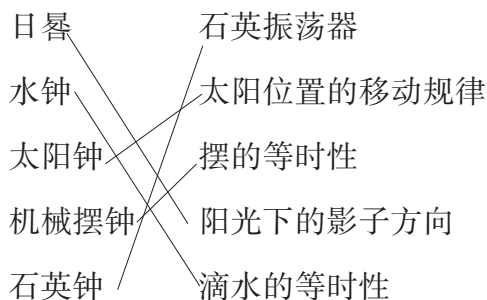 日晷 石英振荡器
水钟 太阳位置的移动规律
太阳钟 摆的等时性
机械摆钟 阳光下的影子方向
石英钟 滴水的等时性